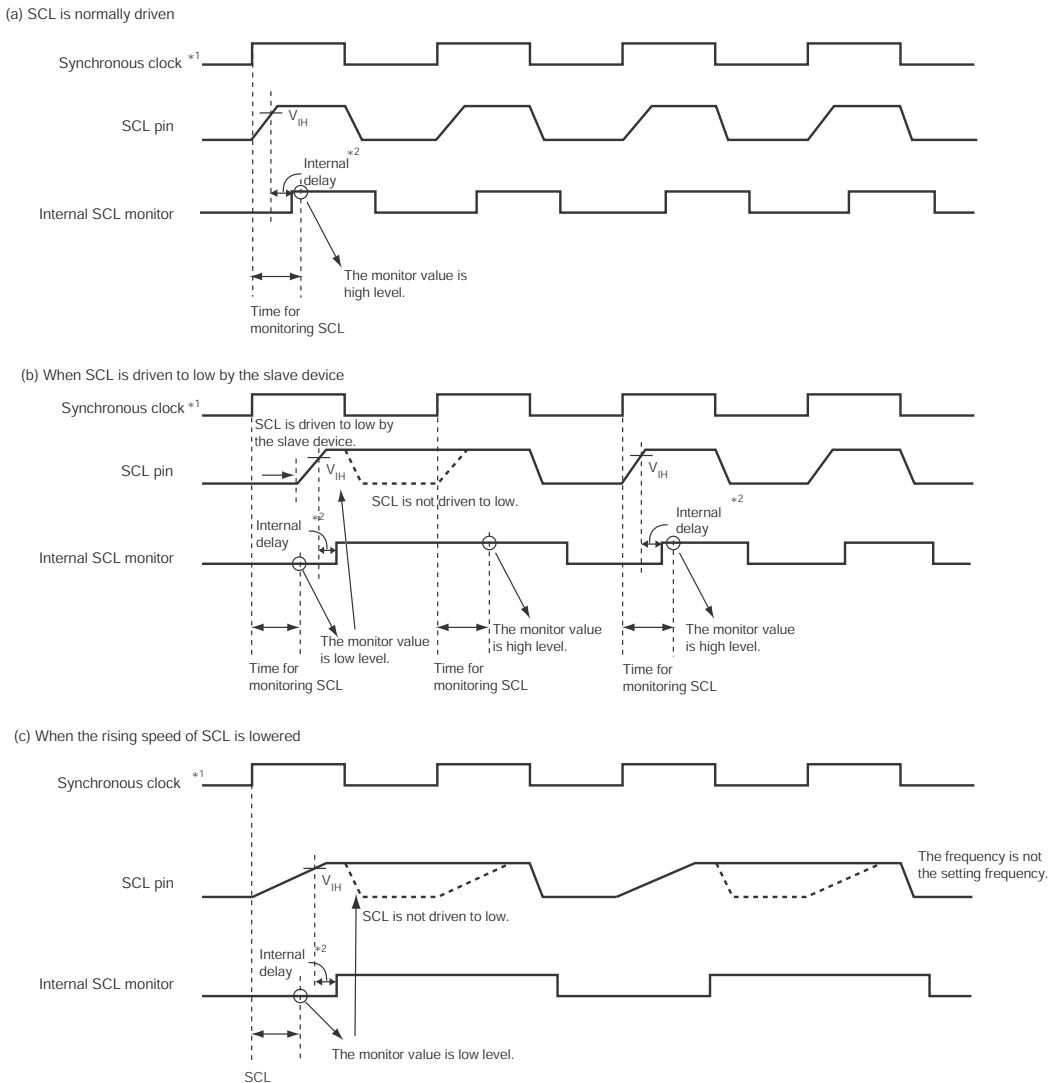 (a) SCL is normally driven
Synchronous clock *1
SCL pin
VIH
Internal *2
delay
Internal SCL monitor
The monitor value is
high level.
Time for
monitoring SCL
(b) When SCL is driven to low by the slave device
Synchronous clock *1
SCL is driven to low by
the slave device.
SCL pin
VIH
SCL is not driven to low.
VIH
Internal *2
delay
Internal *2
delay
Internal SCL monitor
The monitor value
is low level.
The monitor value
is high level.
The monitor value
is high level.
Time for
monitoring SCL
Time for
monitoring SCL
Time for
monitoring SCL
(c) When the rising speed of SCL is lowered
Synchronous clock *1
SCL pin
VIH
The frequency is not
the setting frequency.
SCL is not driven to low.
Internal *2
delay
Internal SCL monitor
The monitor value is low level.
SCL